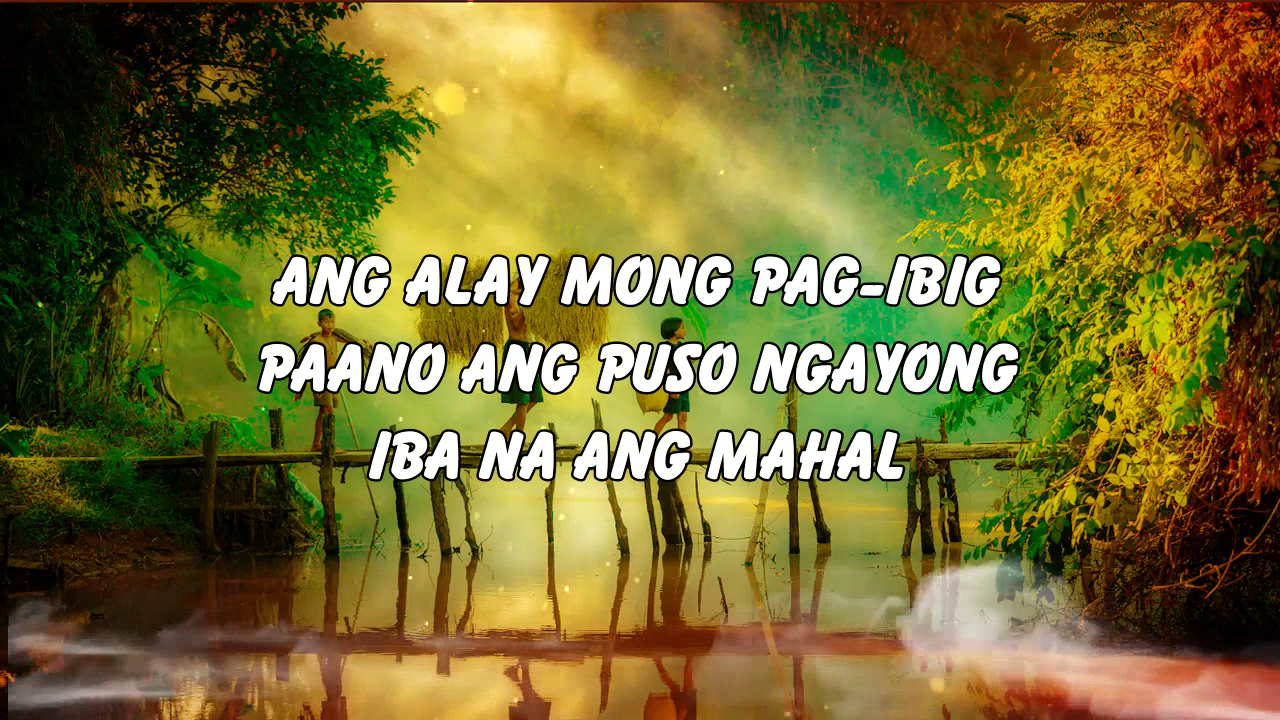 ANG ALAY MONG PAG-IBIG
PAANO ANG PUSO NGAYONG
IBA NA ANG MAHAL